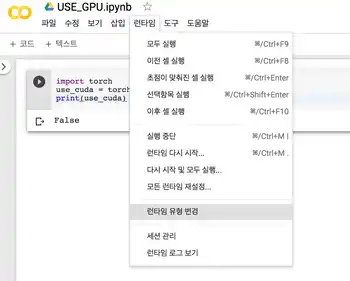 USE_GPU.ipynb
파일 수정 보기 삽입 런타임 도구 도움말
+ 코드 + 텍스트
모두 실행 ⌘/Ctrl+F9
이전 셀 실행 ⌘/Ctrl+F8
초점이 맞춰진 셀 실행 ⌘/Ctrl+Enter
선택항목 실행 ⌘/Ctrl+Shift+Enter
이후 셀 실행 ⌘/Ctrl+F10
실행 중단 ⌘/Ctrl+M I
런타임 다시 시작... ⌘/Ctrl+M .
다시 시작 및 모두 실행...
모든 런타임 재설정...
런타임 유형 변경
세션 관리
런타임 로그 보기
import torch
use_cuda = torch
print(use_cuda)
False